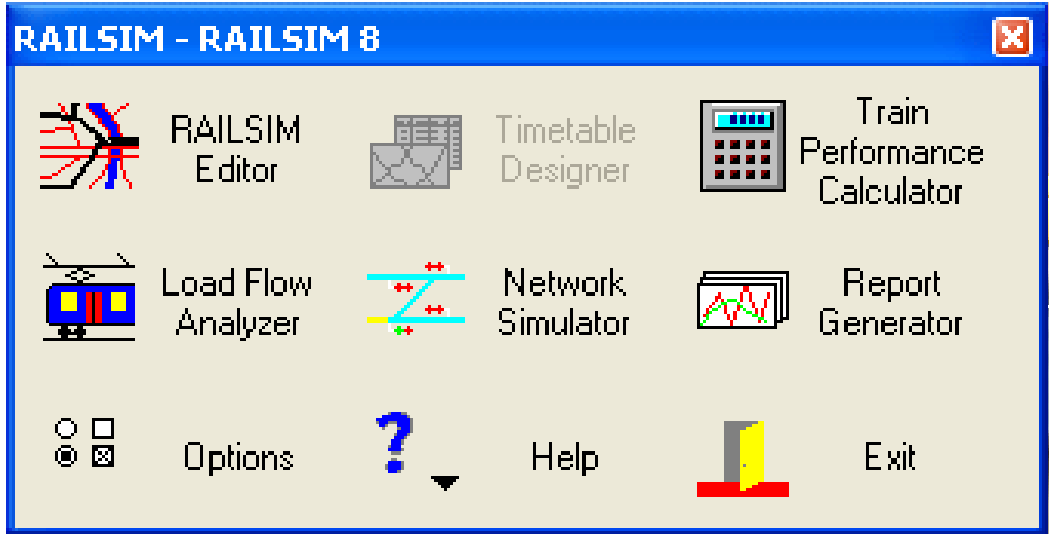 RAILSIM - RAILSIM 8
RAILSIM
Editor
Timetable
Designer
Train
Performance
Calculator
Load Flow
Analyzer
Network
Simulator
Report
Generator
Options
Help
Exit